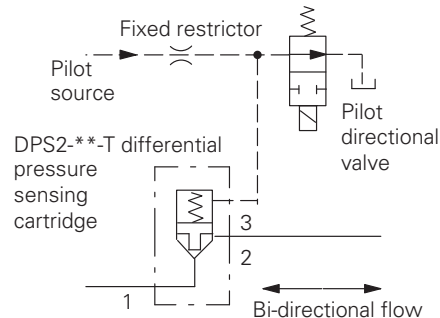 Fixed restrictor
Pilot
source
Pilot
directional
valve
DPS2-**-T differential
pressure
sensing
cartridge
3
2
1
Bi-directional flow